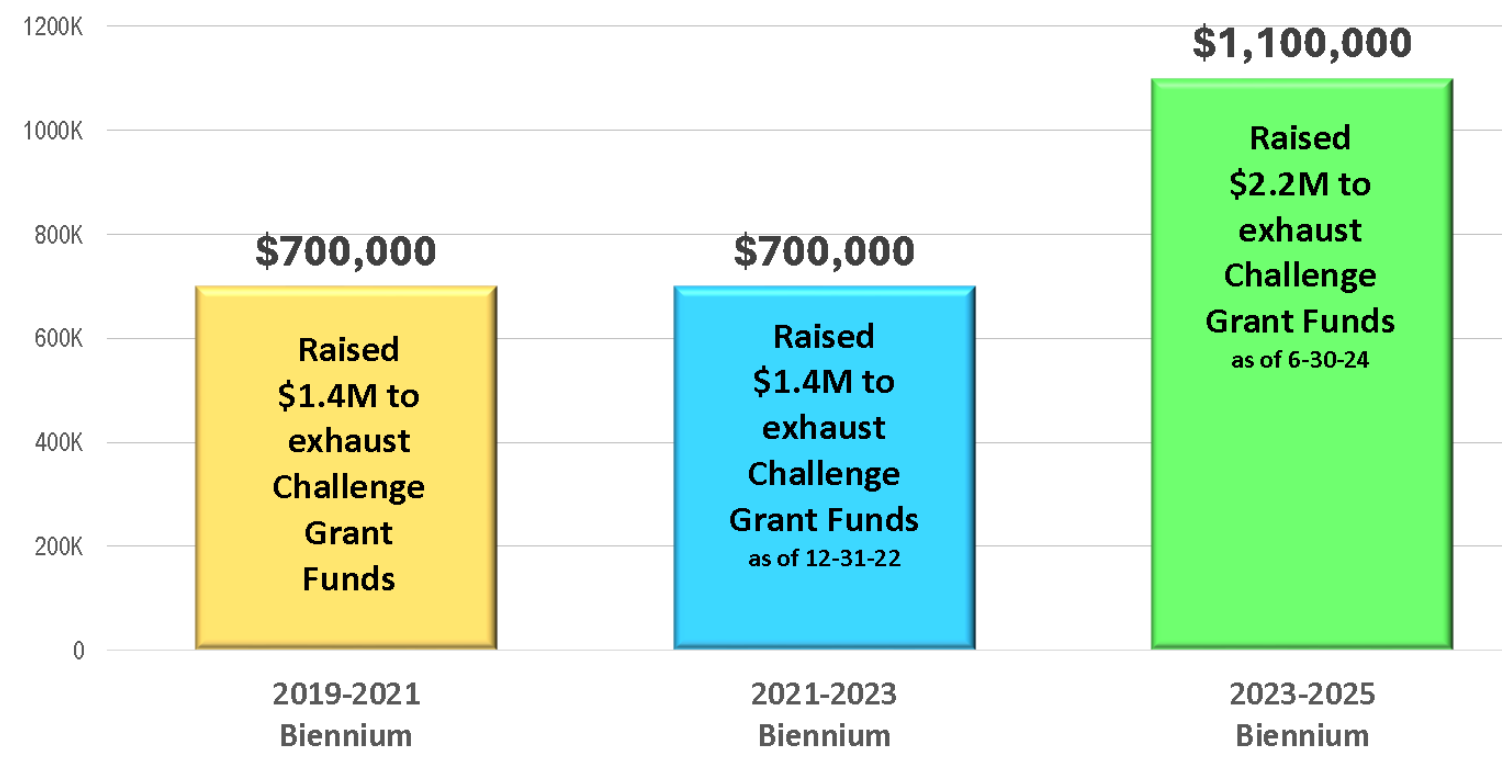 1200K
1000K
800K
600K
400K
200K
0
$700,000
Raised
$1.4M to
exhaust
Challenge
Grant
Funds
2019-2021
Biennium
$700,000
Raised
$1.4M to
exhaust
Challenge
Grant Funds
as of 12-31-22
2021-2023
Biennium
$1,100,000
Raised
$2.2M to
exhaust
Challenge
Grant Funds
as of 6-30-24
2023-2025
Biennium